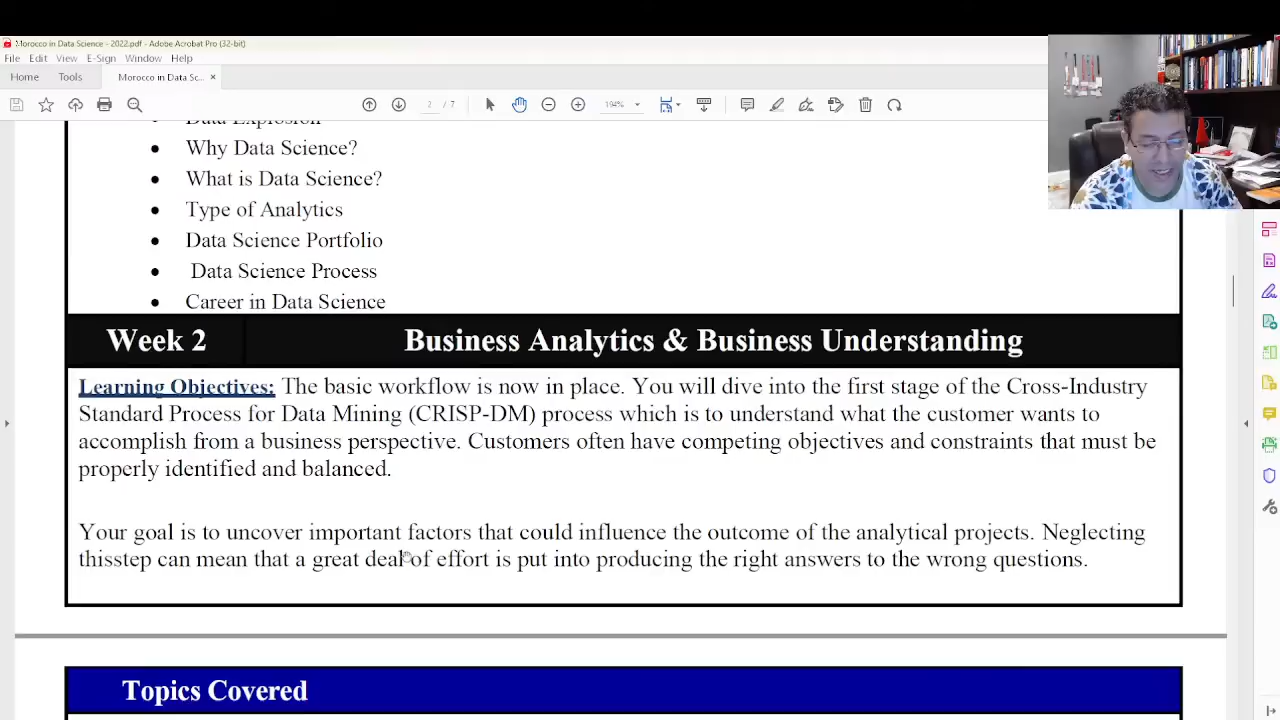 Morocco in Data Science - 2022.pdf - Adobe Acrobat Pro (32-bit)
File Edit View E-Sign Window Help
Home Tools Morocco in Data Sc... ×
2 / 7 194%
Data Explosion
• Why Data Science?
• What is Data Science?
• Type of Analytics
• Data Science Portfolio
• Data Science Process
• Career in Data Science
Week 2 Business Analytics & Business Understanding
Learning Objectives: The basic workflow is now in place. You will dive into the first stage of the Cross-Industry
Standard Process for Data Mining (CRISP-DM) process which is to understand what the customer wants to
accomplish from a business perspective. Customers often have competing objectives and constraints that must be
properly identified and balanced.
Your goal is to uncover important factors that could influence the outcome of the analytical projects. Neglecting
thisstep can mean that a great deal of effort is put into producing the right answers to the wrong questions.
Topics Covered